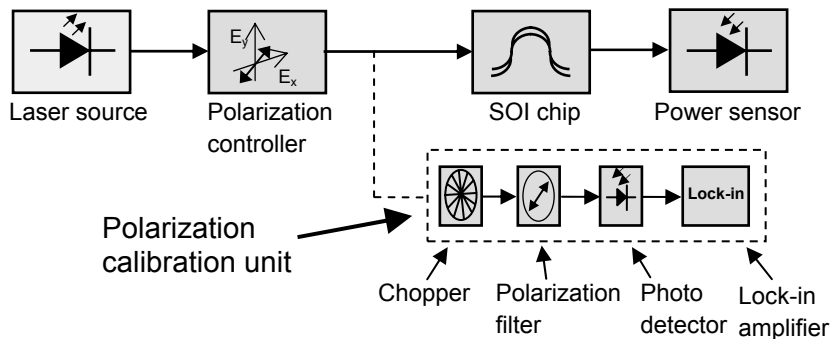 E_y
E_x
Laser source
Polarization
controller
SOI chip
Power sensor
Lock-in
Polarization
calibration unit
Chopper
Polarization
filter
Photo
detector
Lock-in
amplifier